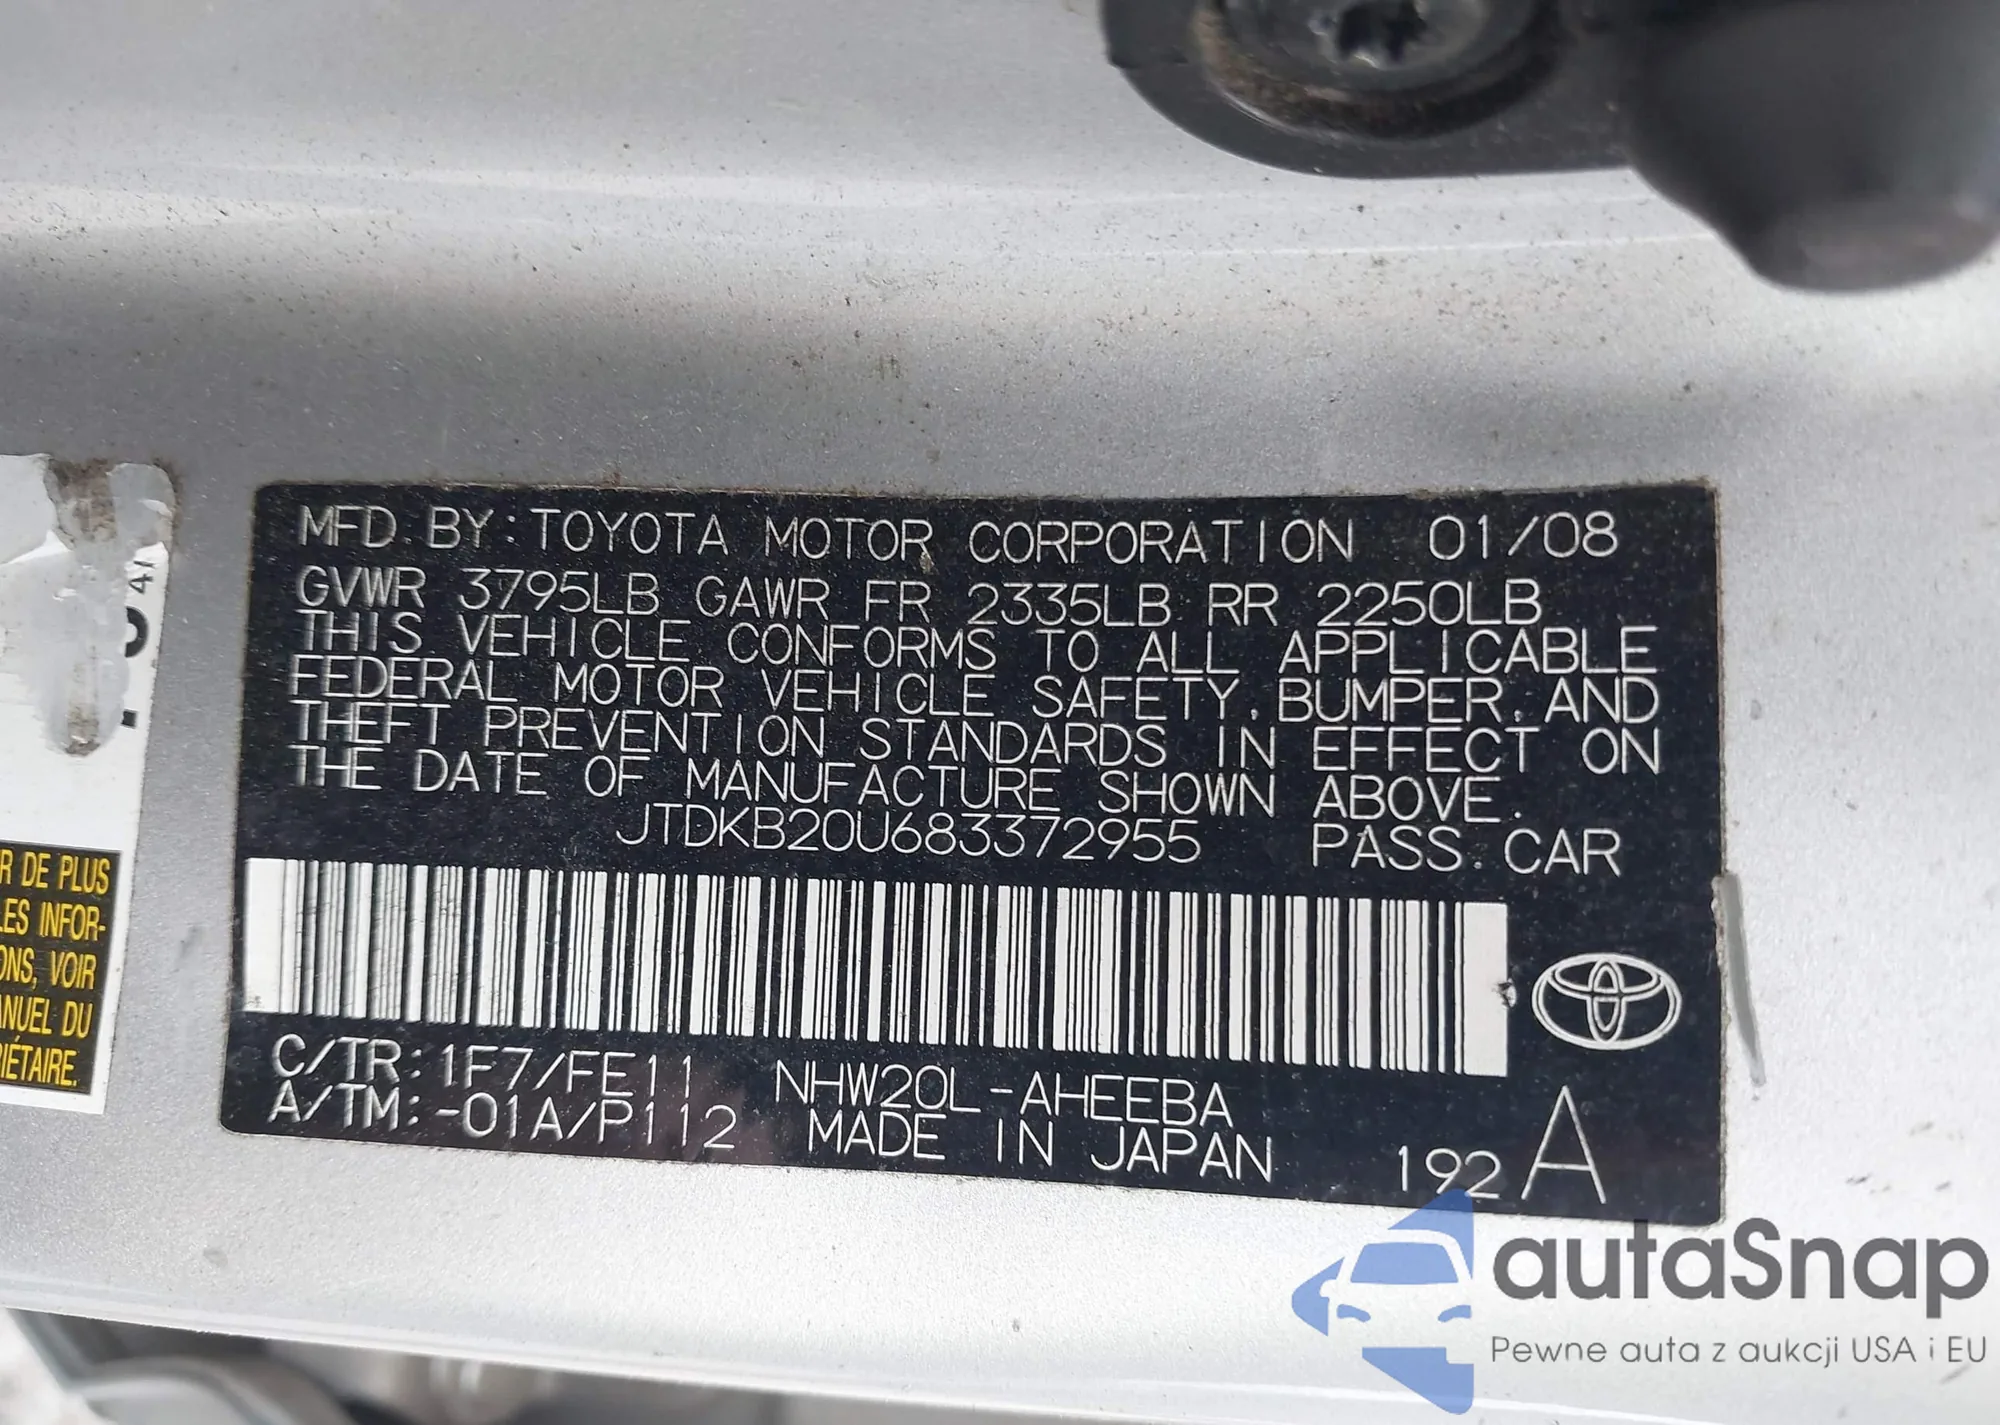 MFD.BY:TOYOTA MOTOR CORPORATION 01/08
GVWR 3795LB GAWR FR 2335LB RR 2250LB
THIS VEHICLE CONFORMS TO ALL APPLICABLE
FEDERAL MOTOR VEHICLE SAFETY,BUMPER,AND
THEFT PREVENTION STANDARDS IN EFFECT ON
THE DATE OF MANUFACTURE SHOWN ABOVE.
JTDKB20U683372955 PASS.CAR
C/TR:1F7/FE11 NHW20L-AHEEBA
A/TM:-01A/P112 MADE IN JAPAN 192 A
R DE PLUS
LES INFOR-
ONS, VOIR
ANUEL DU
RIÉTAIRE.
autaSnap
Pewne auta z aukcji USA i EU